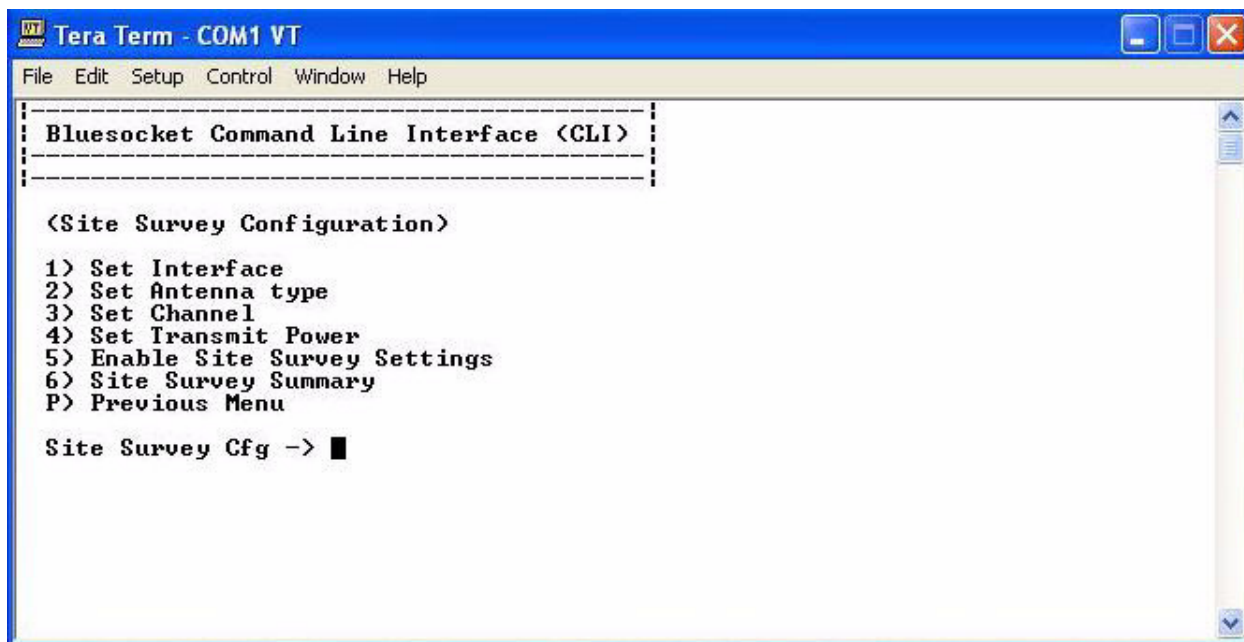 Tera Term - COM1 VT
File Edit Setup Control Window Help
Bluesocket Command Line Interface (CLI)
(Site Survey Configuration)
1) Set Interface
2) Set Antenna type
3) Set Channel
4) Set Transmit Power
5) Enable Site Survey Settings
6) Site Survey Summary
P) Previous Menu
Site Survey Cfg ->